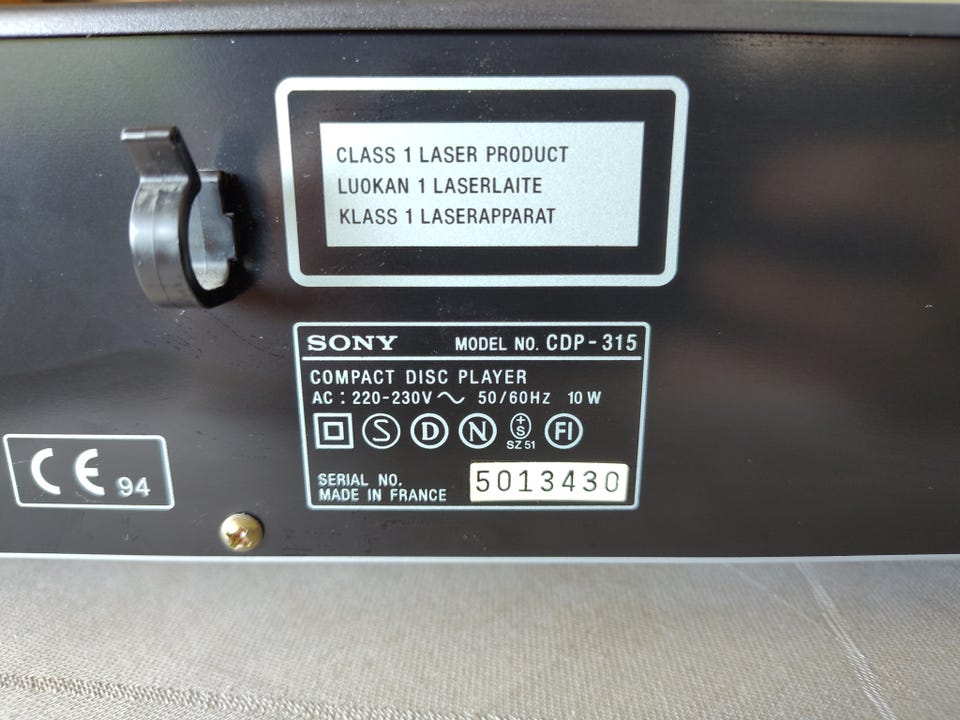 CLASS 1 LASER PRODUCT
LUOKAN 1 LASERLAITE
KLASS 1 LASERAPPARAT
SONY MODEL NO. CDP-315
COMPACT DISC PLAYER
AC : 220-230V ~ 50/60Hz 10 W
S D N +S FI
SZ 51
SERIAL NO. 5013430
MADE IN FRANCE
CE 94